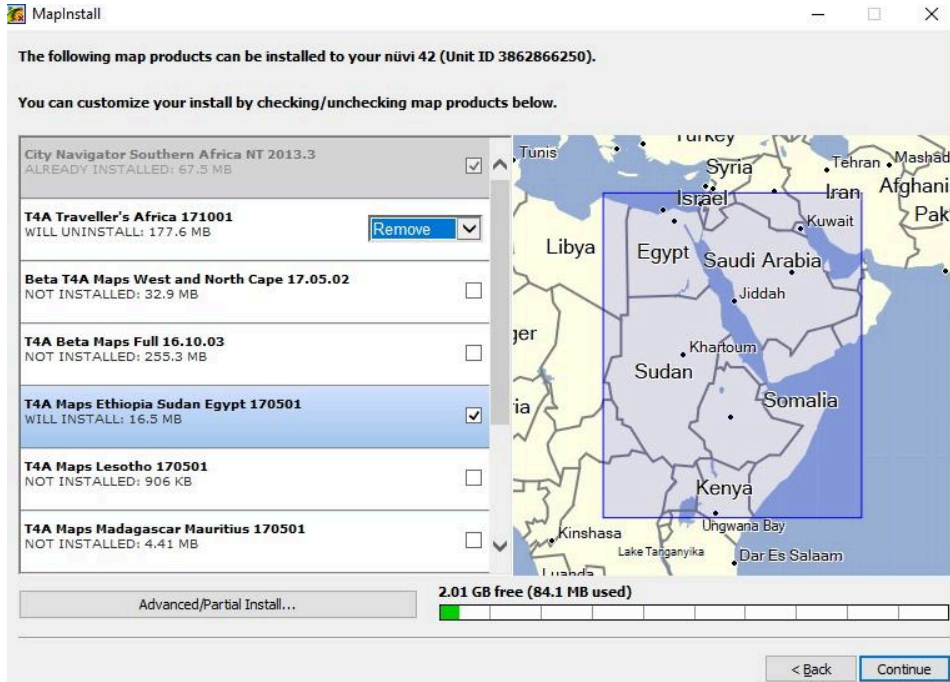 MapInstall
The following map products can be installed to your nüvi 42 (Unit ID 3862866250).
You can customize your install by checking/unchecking map products below.
City Navigator Southern Africa NT 2013.3
ALREADY INSTALLED: 67.5 MB
T4A Traveller's Africa 171001
WILL UNINSTALL: 177.6 MB
Remove
Beta T4A Maps West and North Cape 17.05.02
NOT INSTALLED: 32.9 MB
T4A Beta Maps Full 16.10.03
NOT INSTALLED: 255.3 MB
T4A Maps Ethiopia Sudan Egypt 170501
WILL INSTALL: 16.5 MB
T4A Maps Lesotho 170501
NOT INSTALLED: 906 KB
T4A Maps Madagascar Mauritius 170501
NOT INSTALLED: 4.41 MB
Turkey
Tunis
Syria
Tehran
Mashad
Israel
Iran
Afghani
Kuwait
Pak
Libya
Egypt
Saudi Arabia
Jiddah
ger
Khartoum
Sudan
ia
Somalia
Kenya
Ungwana Bay
Kinshasa
Lake Tanganyika
Dar Es Salaam
Luanda
Advanced/Partial Install...
2.01 GB free (84.1 MB used)
< Back
Continue